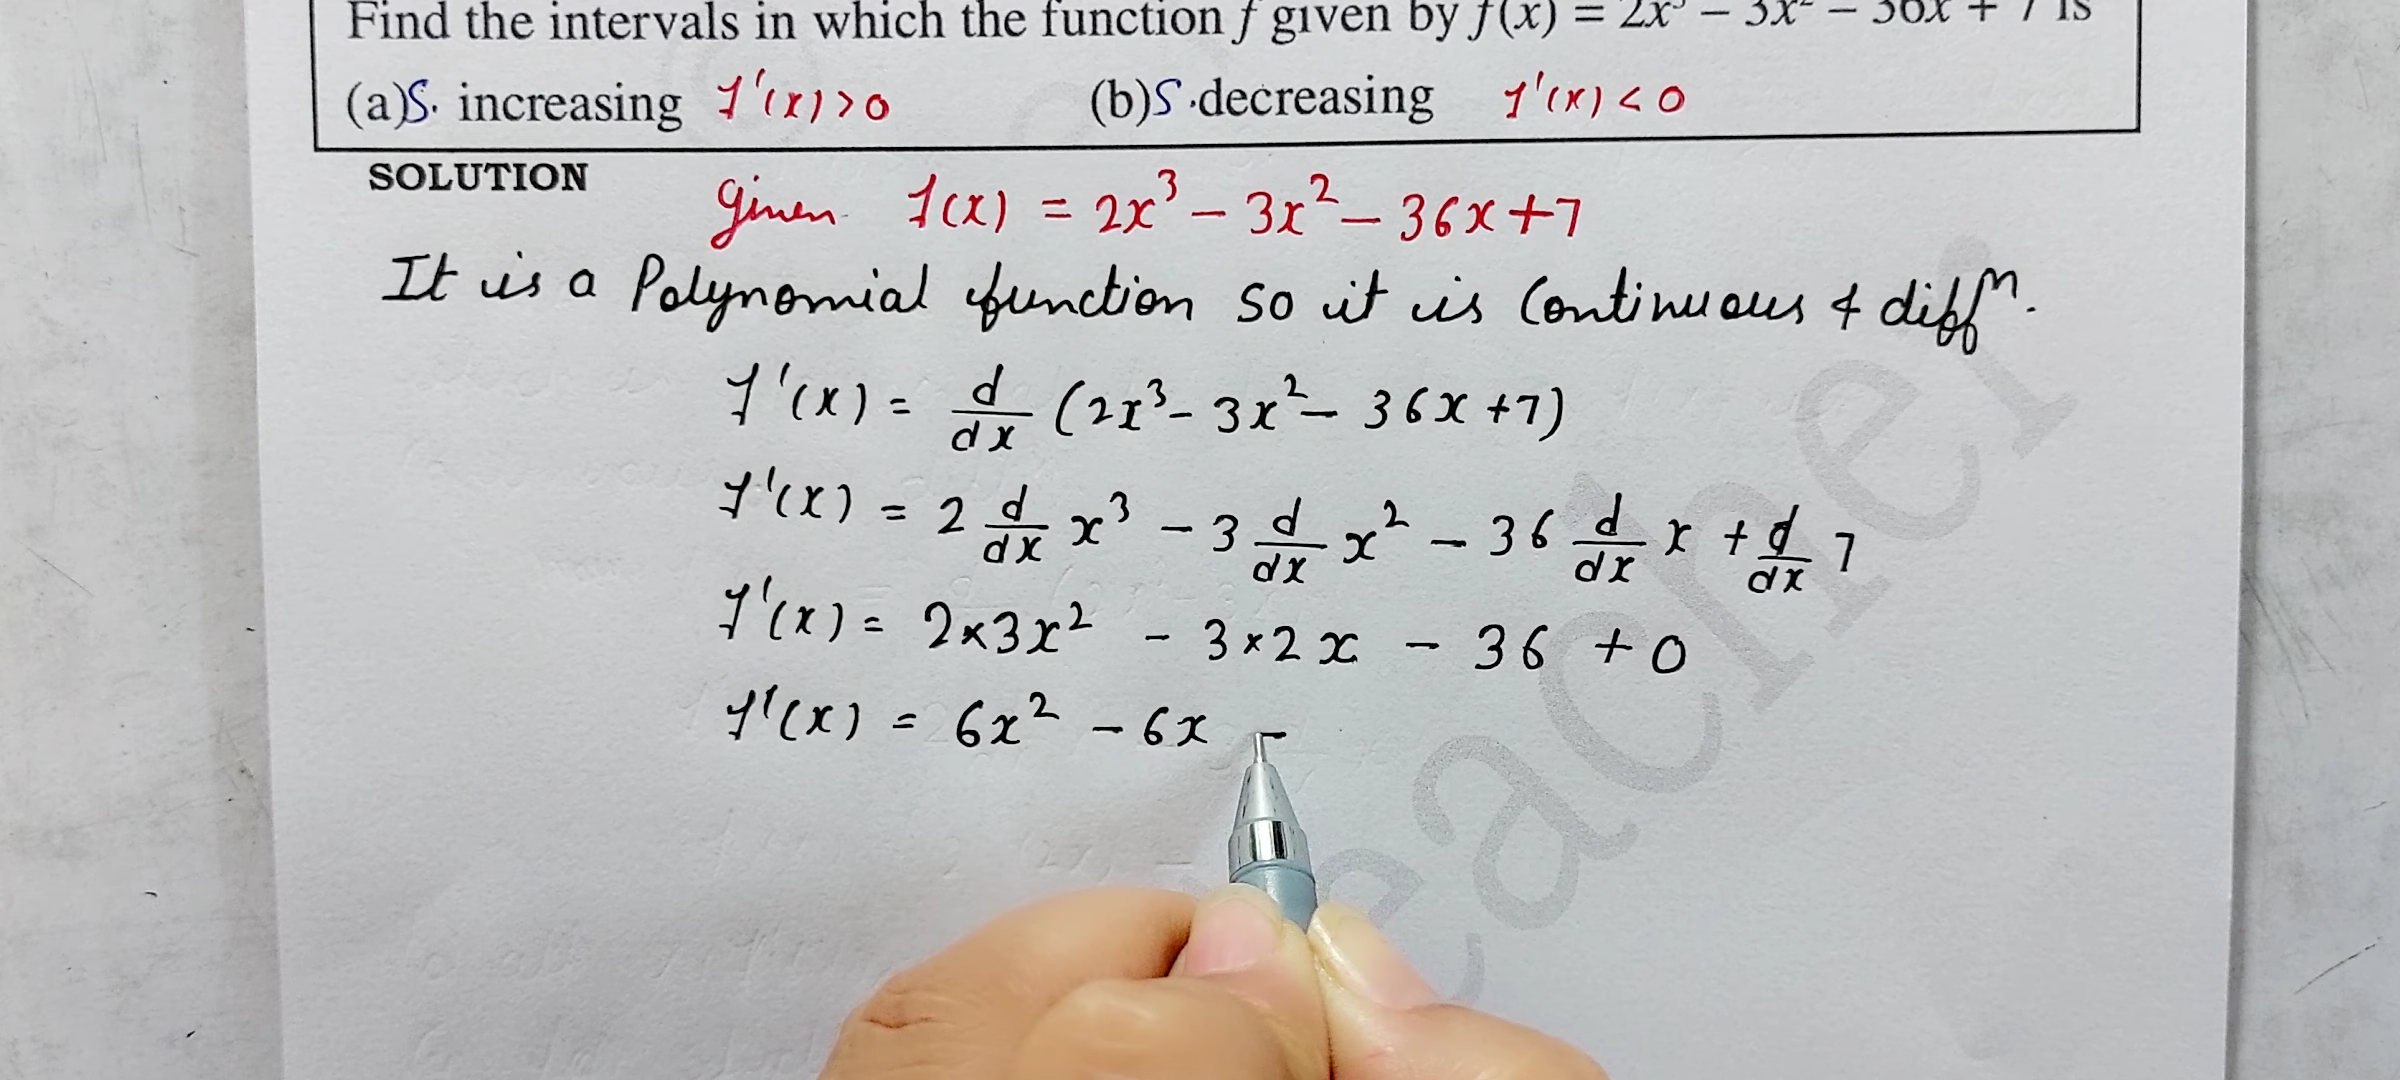 Find the intervals in which the function f given by f(x) = 2x³ – 3x² – 36x + 7 is
(a)S. increasing f'(x)>0 (b)S.decreasing f'(x)<0
SOLUTION Given f(x) = 2x³ – 3x² – 36x+7
It is a Polynomial function so it is Continuous & diffⁿ.
f'(x) = d/dx (2x³ – 3x² – 36x +7)
f'(x) = 2 d/dx x³ – 3 d/dx x² – 36 d/dx x + d/dx 7
f'(x) = 2×3x² – 3×2x – 36 + 0
f'(x) = 6x² – 6x –
eacher